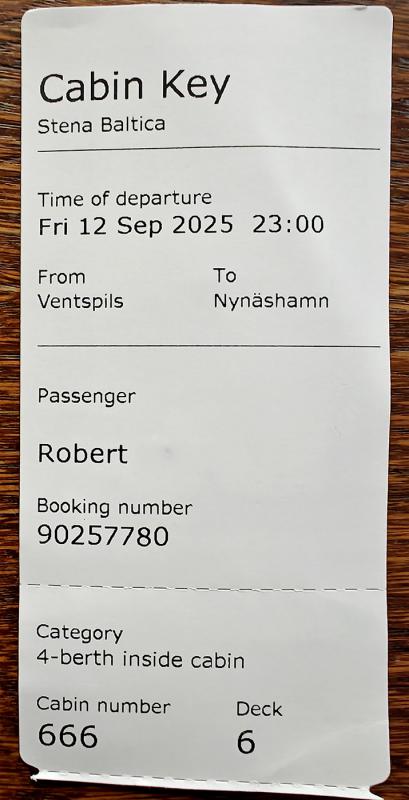 Cabin Key
Stena Baltica
Time of departure
Fri 12 Sep 2025 23:00
From To
Ventspils Nynäshamn
Passenger
Robert
Booking number
90257780
Category
4-berth inside cabin
Cabin number Deck
666 6